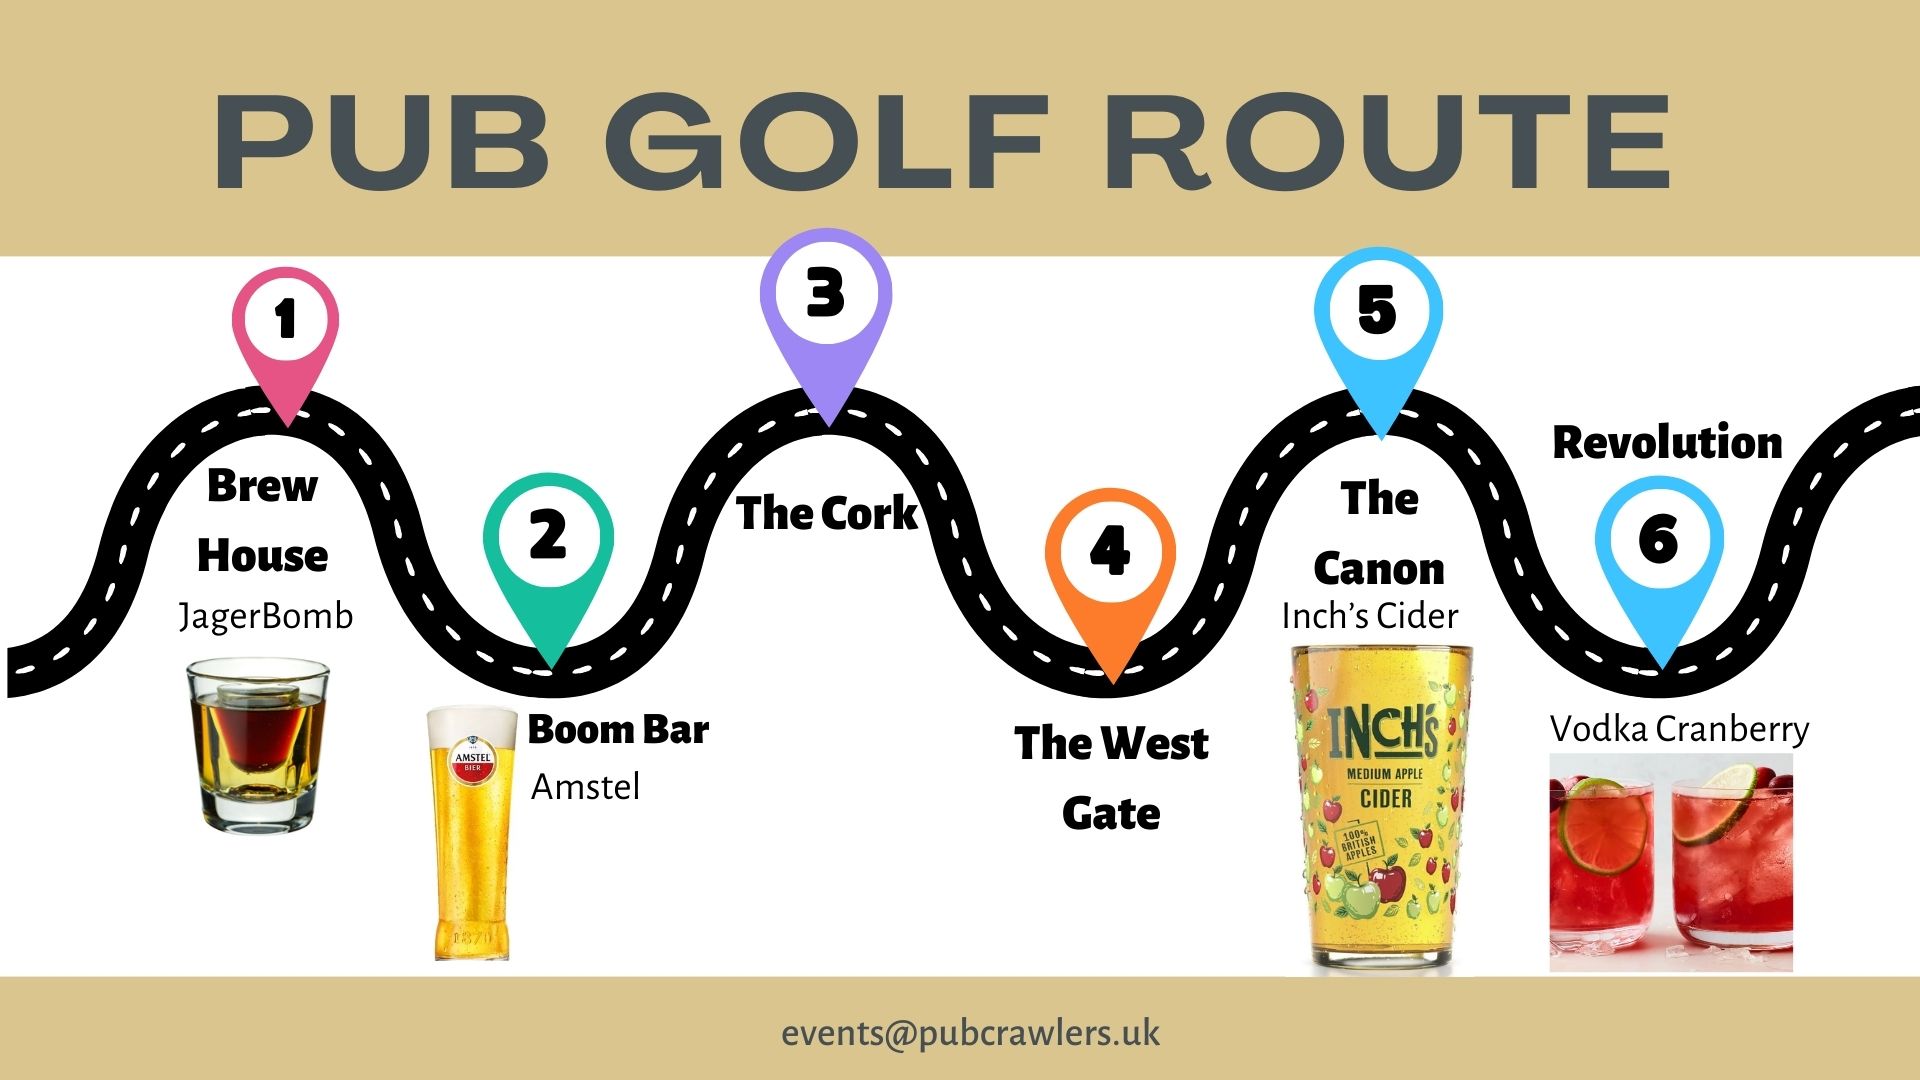 PUB GOLF ROUTE
1
Brew
House
JagerBomb
2
Boom Bar
Amstel
AMSTEL
BIER
1870
3
The Cork
4
The West
Gate
5
The
Canon
Inch's Cider
INCH'S
MEDIUM APPLE
CIDER
100%
BRITISH
APPLES
Revolution
6
Vodka Cranberry
events@pubcrawlers.uk